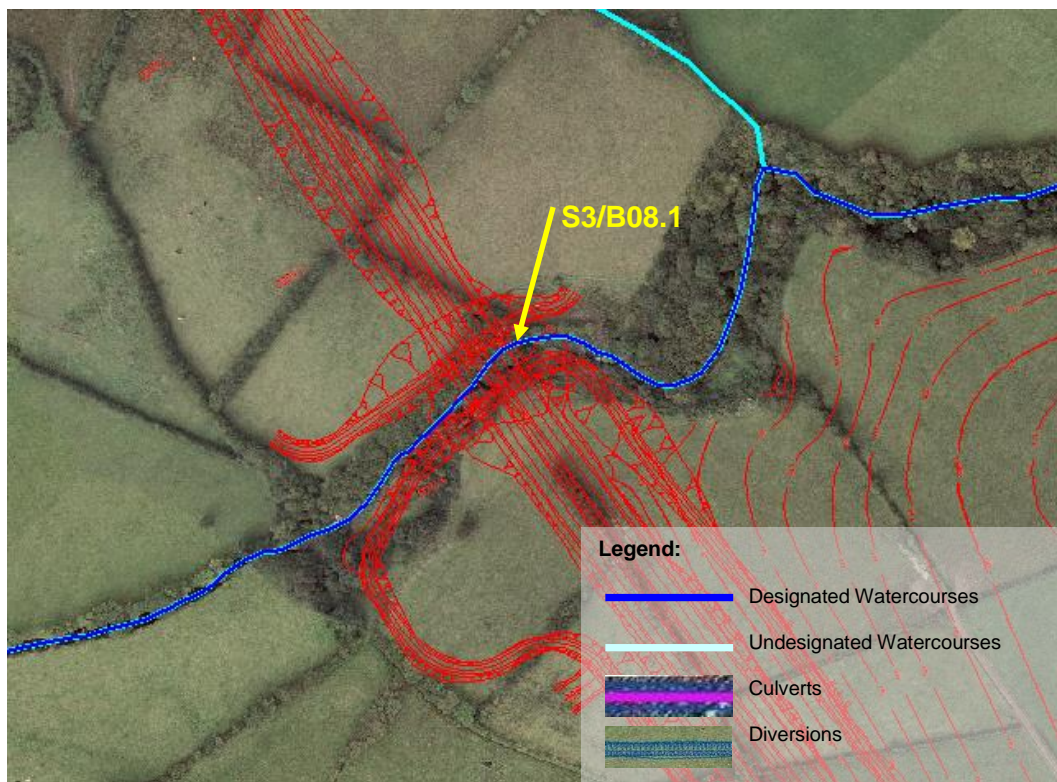 S3/B08.1
Legend:
Designated Watercourses
Undesignated Watercourses
Culverts
Diversions